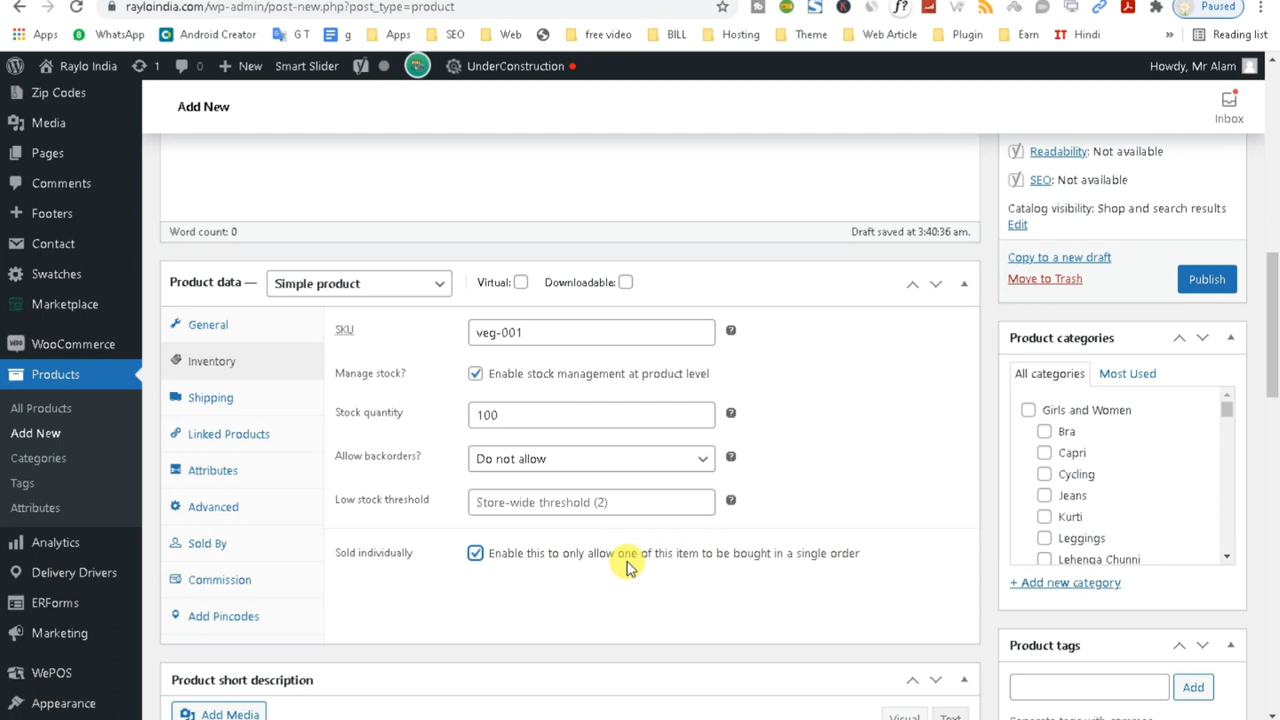 rayloindia.com/wp-admin/post-new.php?post_type=product
Paused
Apps
WhatsApp
Android Creator
G T
g
Apps
SEO
Web
free video
BILL
Hosting
Theme
Web Article
Plugin
Earn
IT Hindi
»
Reading list
Raylo India
1
0
+ New
Smart Slider
UnderConstruction
Howdy, Mr Alam
Zip Codes
Media
Pages
Comments
Footers
Contact
Swatches
Marketplace
WooCommerce
Products
All Products
Add New
Categories
Tags
Attributes
Analytics
Delivery Drivers
ERForms
Marketing
WePOS
Appearance
Add New
Inbox
Word count: 0
Draft saved at 3:40:36 am.
Product data —
Simple product
Virtual:
Downloadable:
General
Inventory
Shipping
Linked Products
Attributes
Advanced
Sold By
Commission
Add Pincodes
SKU
veg-001
Manage stock?
Enable stock management at product level
Stock quantity
100
Allow backorders?
Do not allow
Low stock threshold
Store-wide threshold (2)
Sold individually
Enable this to only allow one of this item to be bought in a single order
Product short description
Add Media
Visual
Text
Readability: Not available
SEO: Not available
Catalog visibility: Shop and search results
Edit
Copy to a new draft
Move to Trash
Publish
Product categories
All categories
Most Used
Girls and Women
Bra
Capri
Cycling
Jeans
Kurti
Leggings
Lehenga Chunni
+ Add new category
Product tags
Add
Separate tags with commas